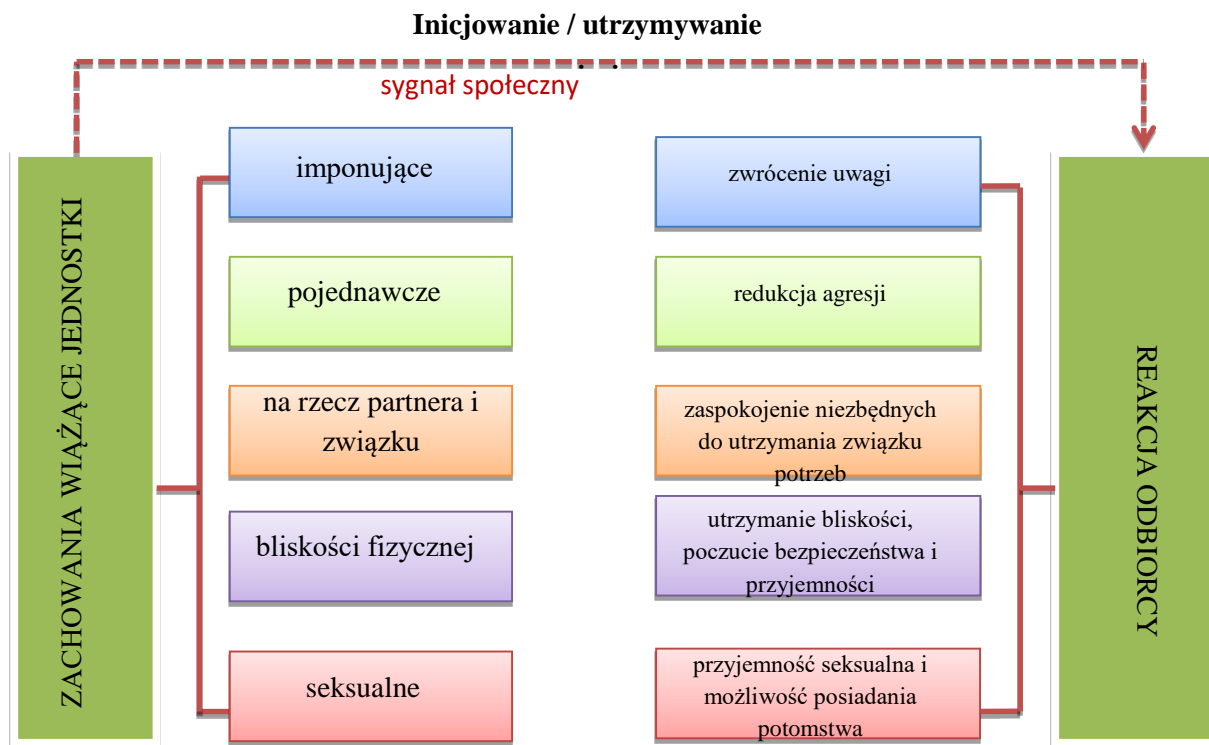 Inicjowanie / utrzymywanie
sygnał społeczny
ZACHOWANIA WIĄŻĄCE JEDNOSTKI
imponujące
pojednawcze
na rzecz partnera i
związku
bliskości fizycznej
seksualne
zwrócenie uwagi
redukcja agresji
zaspokojenie niezbędnych
do utrzymania związku
potrzeb
utrzymanie bliskości,
poczucie bezpieczeństwa i
przyjemności
przyjemność seksualna i
możliwość posiadania
potomstwa
REAKCJA ODBIORCY